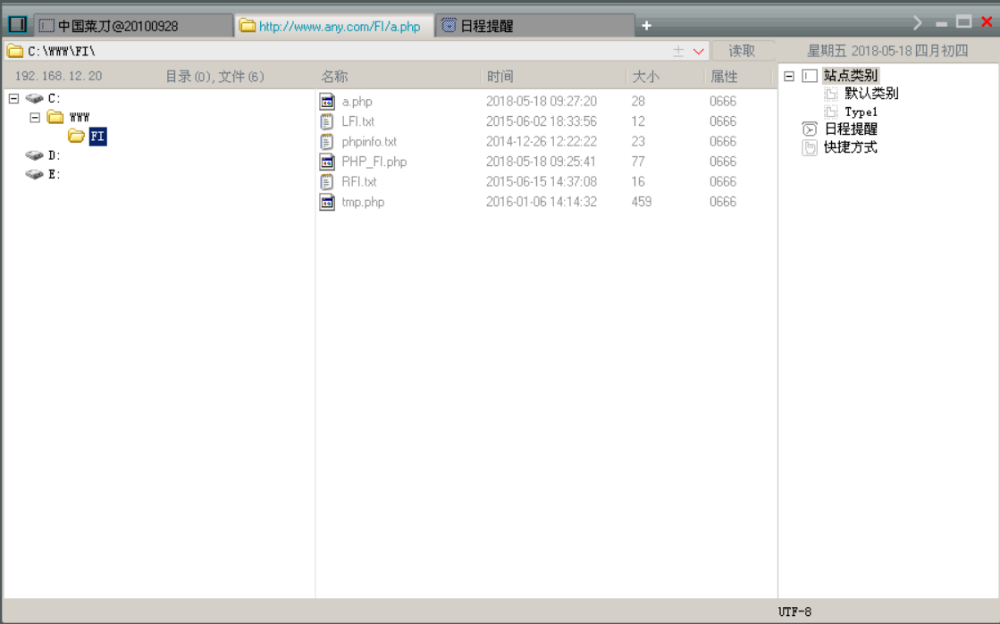 中国菜刀@20100928 http://www.any.com/FI/a.php 日程提醒 +
C:\WWW\FI\ 读取 星期五 2018-05-18 四月初四
192.168.12.20 目录(0),文件(6) 名称 时间 大小 属性
C:
WWW
FI
D:
E:
a.php 2018-05-18 09:27:20 28 0666
LFI.txt 2015-06-02 18:33:56 12 0666
phpinfo.txt 2014-12-26 12:22:22 23 0666
PHP_FI.php 2018-05-18 09:25:41 77 0666
RFI.txt 2015-06-15 14:37:08 16 0666
tmp.php 2016-01-06 14:14:32 459 0666
站点类别
默认类别
Type1
日程提醒
快捷方式
UTF-8